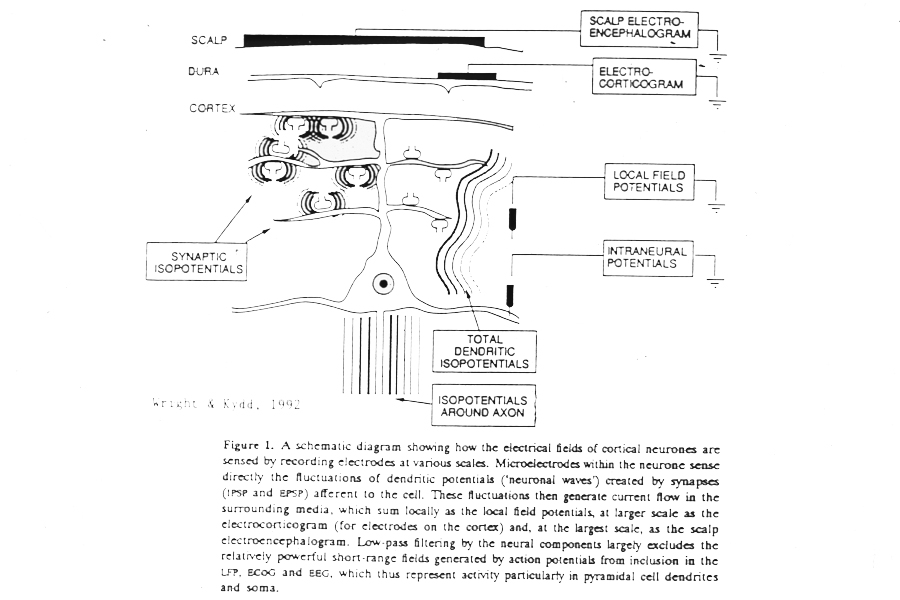 SCALP
SCALP ELECTRO-
ENCEPHALOGRAM
DURA
ELECTRO-
CORTICOGRAM
CORTEX
LOCAL FIELD
POTENTIALS
SYNAPTIC
ISOPOTENTIALS
INTRANEURAL
POTENTIALS
TOTAL
DENDRITIC
ISOPOTENTIALS
ISOPOTENTIALS
AROUND AXON
Wright & Kydd, 1992
Figure 1. A schematic diagram showing how the electrical fields of cortical neurones are
sensed by recording electrodes at various scales. Microelectrodes within the neurone sense
directly the fluctuations of dendritic potentials ('neuronal waves') created by synapses
(IPSP and EPSP) afferent to the cell. These fluctuations then generate current flow in the
surrounding media, which sum locally as the local field potentials, at larger scale as the
electrocorticogram (for electrodes on the cortex) and, at the largest scale, as the scalp
electroencephalogram. Low-pass filtering by the neural components largely excludes the
relatively powerful short-range fields generated by action potentials from inclusion in the
LFP, ECoG and EEG, which thus represent activity particularly in pyramidal cell dendrites
and soma.